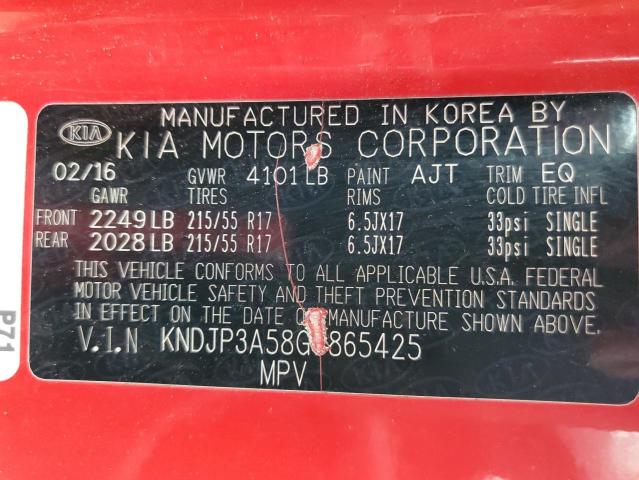 KIA MANUFACTURED IN KOREA BY
KIA MOTORS CORPORATION
02/16 GVWR 4101LB PAINT AJT TRIM EQ
GAWR TIRES RIMS COLD TIRE INFL
FRONT 2249LB 215/55 R17 6.5JX17 33psi SINGLE
REAR 2028LB 215/55 R17 6.5JX17 33psi SINGLE
THIS VEHICLE CONFORMS TO ALL APPLICABLE U.S.A. FEDERAL
MOTOR VEHICLE SAFETY AND THEFT PREVENTION STANDARDS
IN EFFECT ON THE DATE OF MANUFACTURE SHOWN ABOVE.
V.I.N
MPV
P71